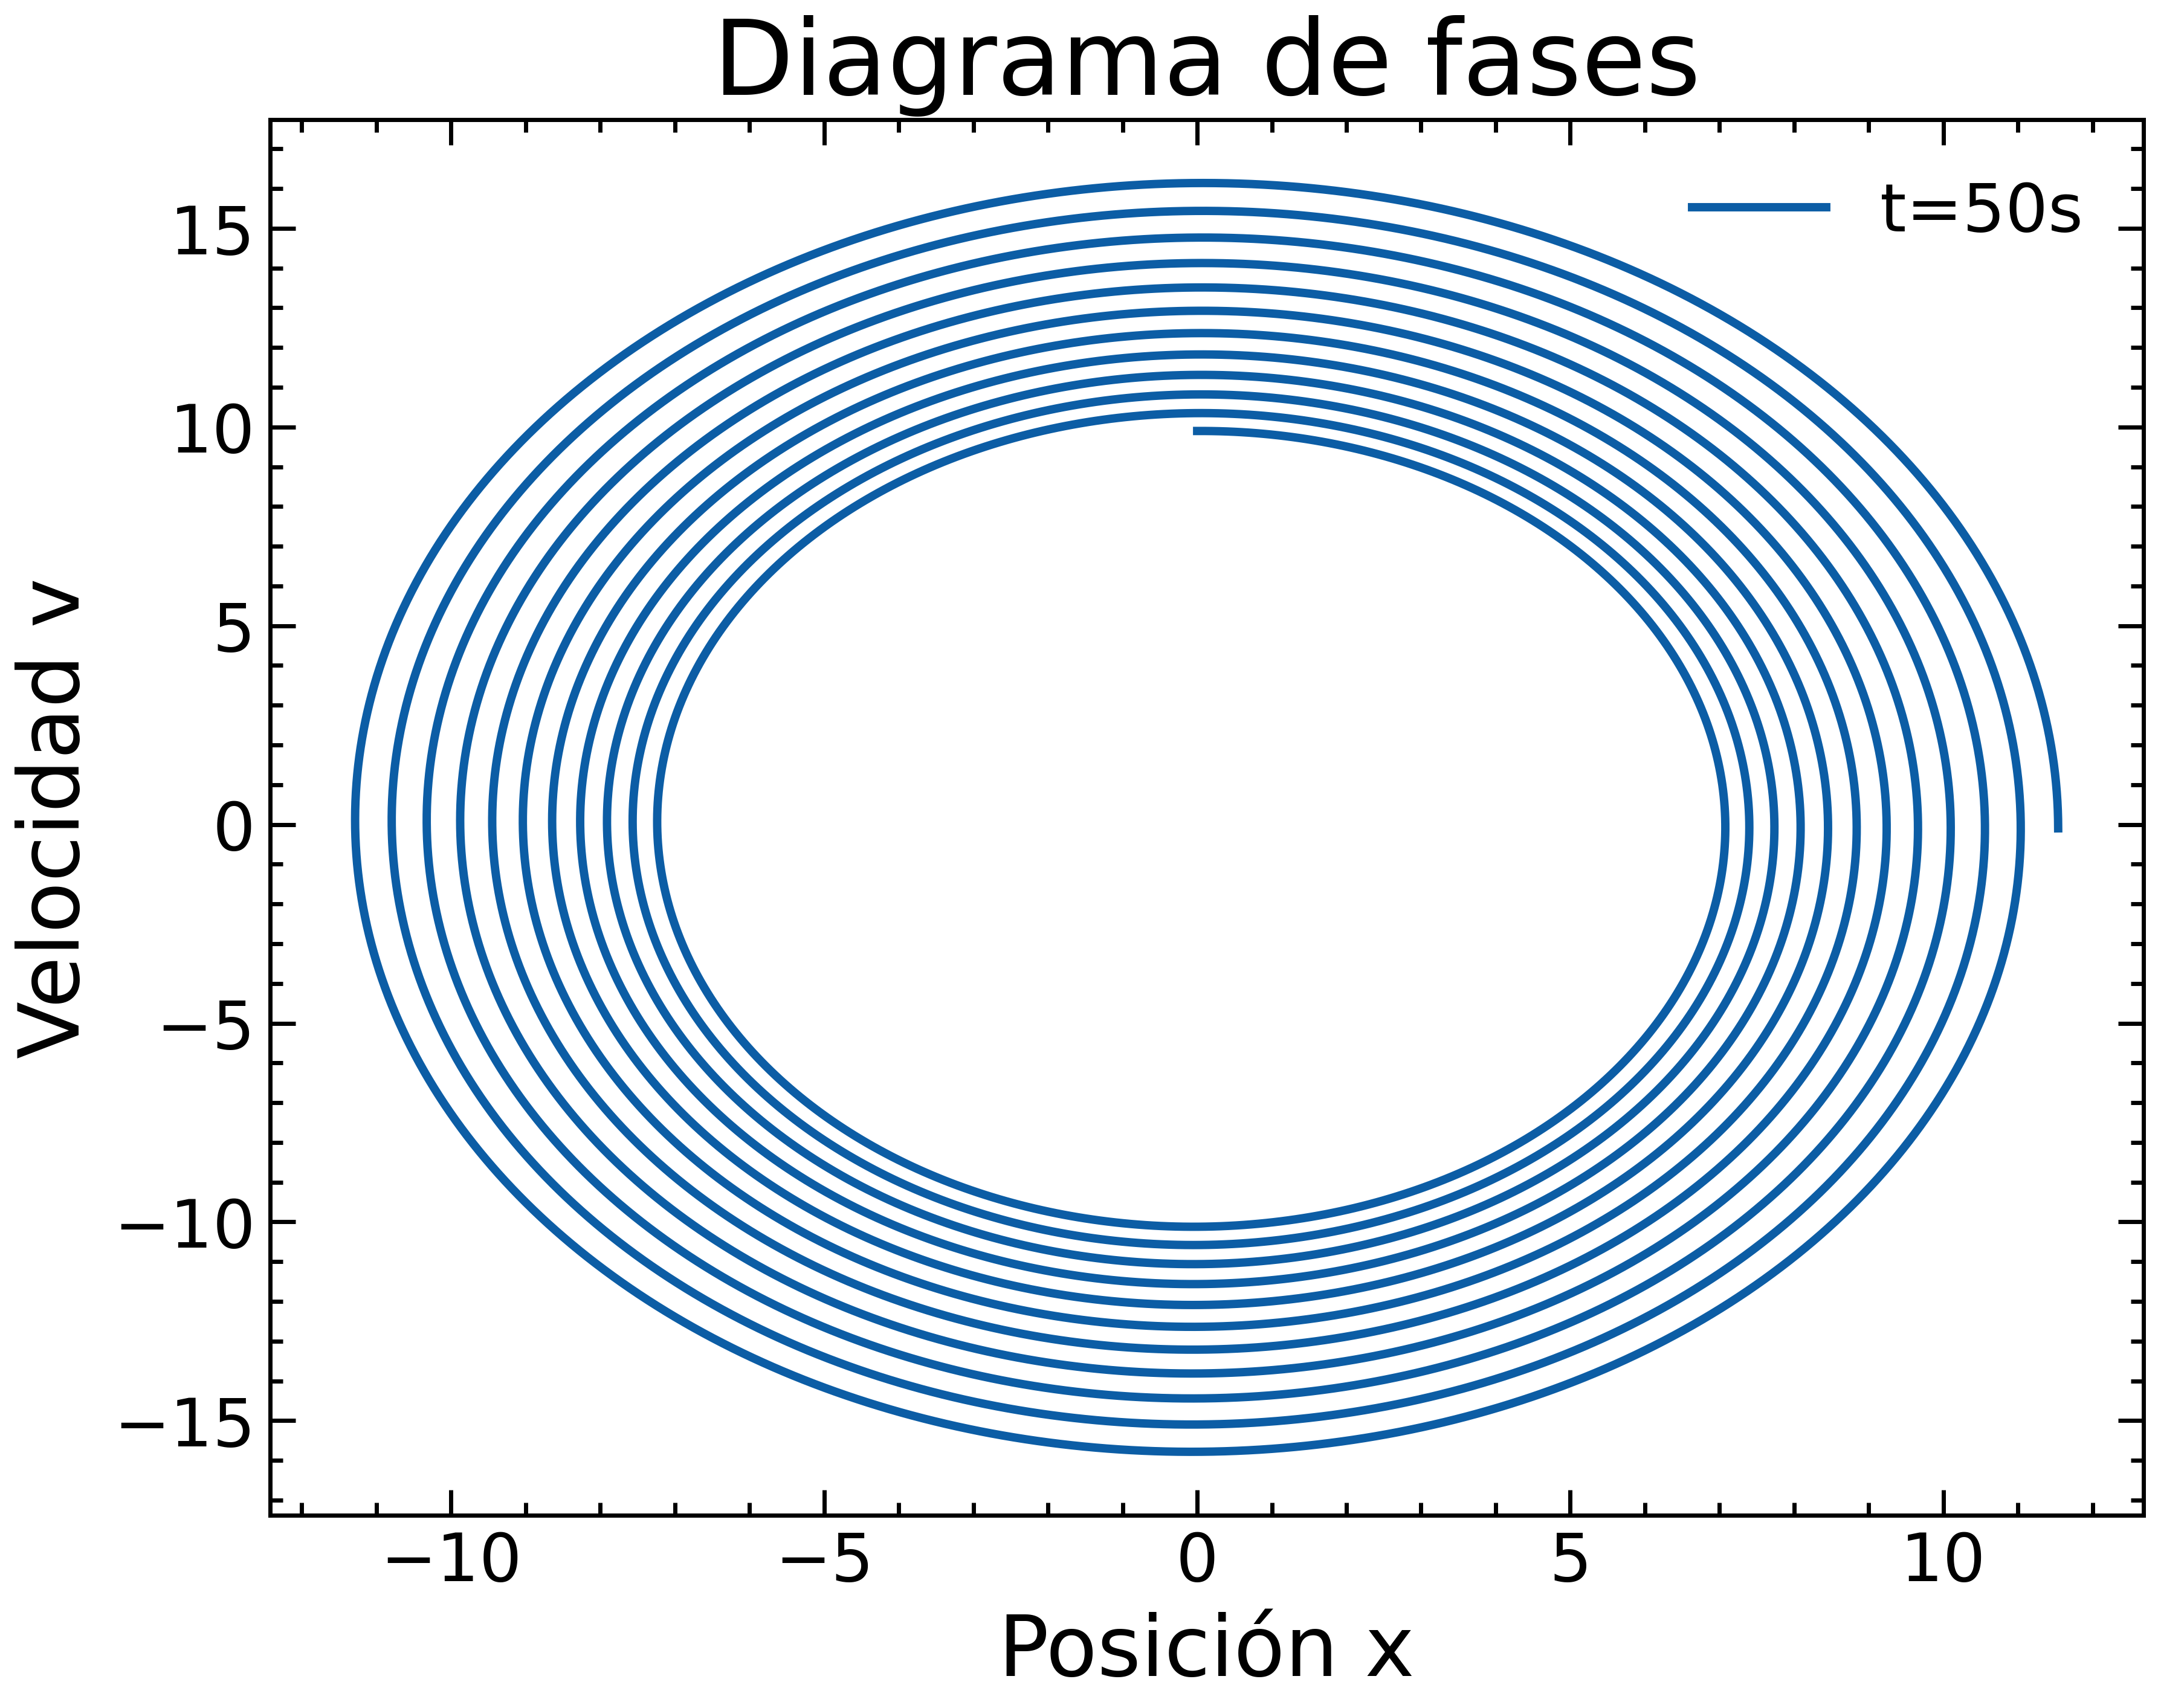 Diagrama de fases
t=50s
Velocidad v
15
10
5
0
−5
−10
−15
−10 −5 0 5 10
Posición x